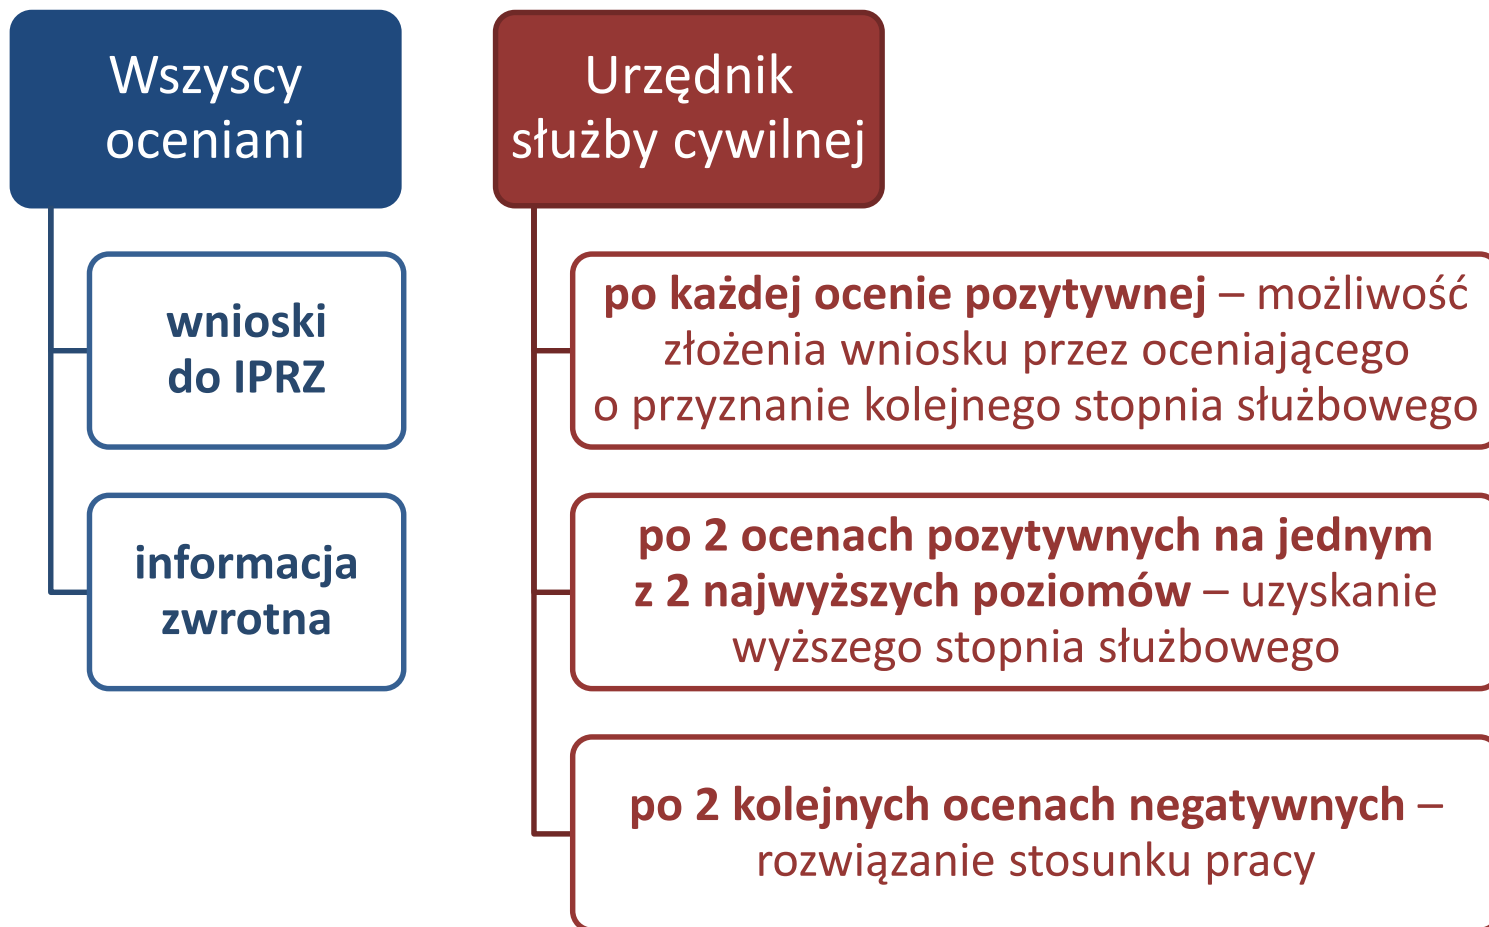 Wszyscy
oceniani
wnioski
do IPRZ
informacja
zwrotna
Urzędnik
służby cywilnej
po każdej ocenie pozytywnej – możliwość
złożenia wniosku przez oceniającego
o przyznanie kolejnego stopnia służbowego
po 2 ocenach pozytywnych na jednym
z 2 najwyższych poziomów – uzyskanie
wyższego stopnia służbowego
po 2 kolejnych ocenach negatywnych –
rozwiązanie stosunku pracy